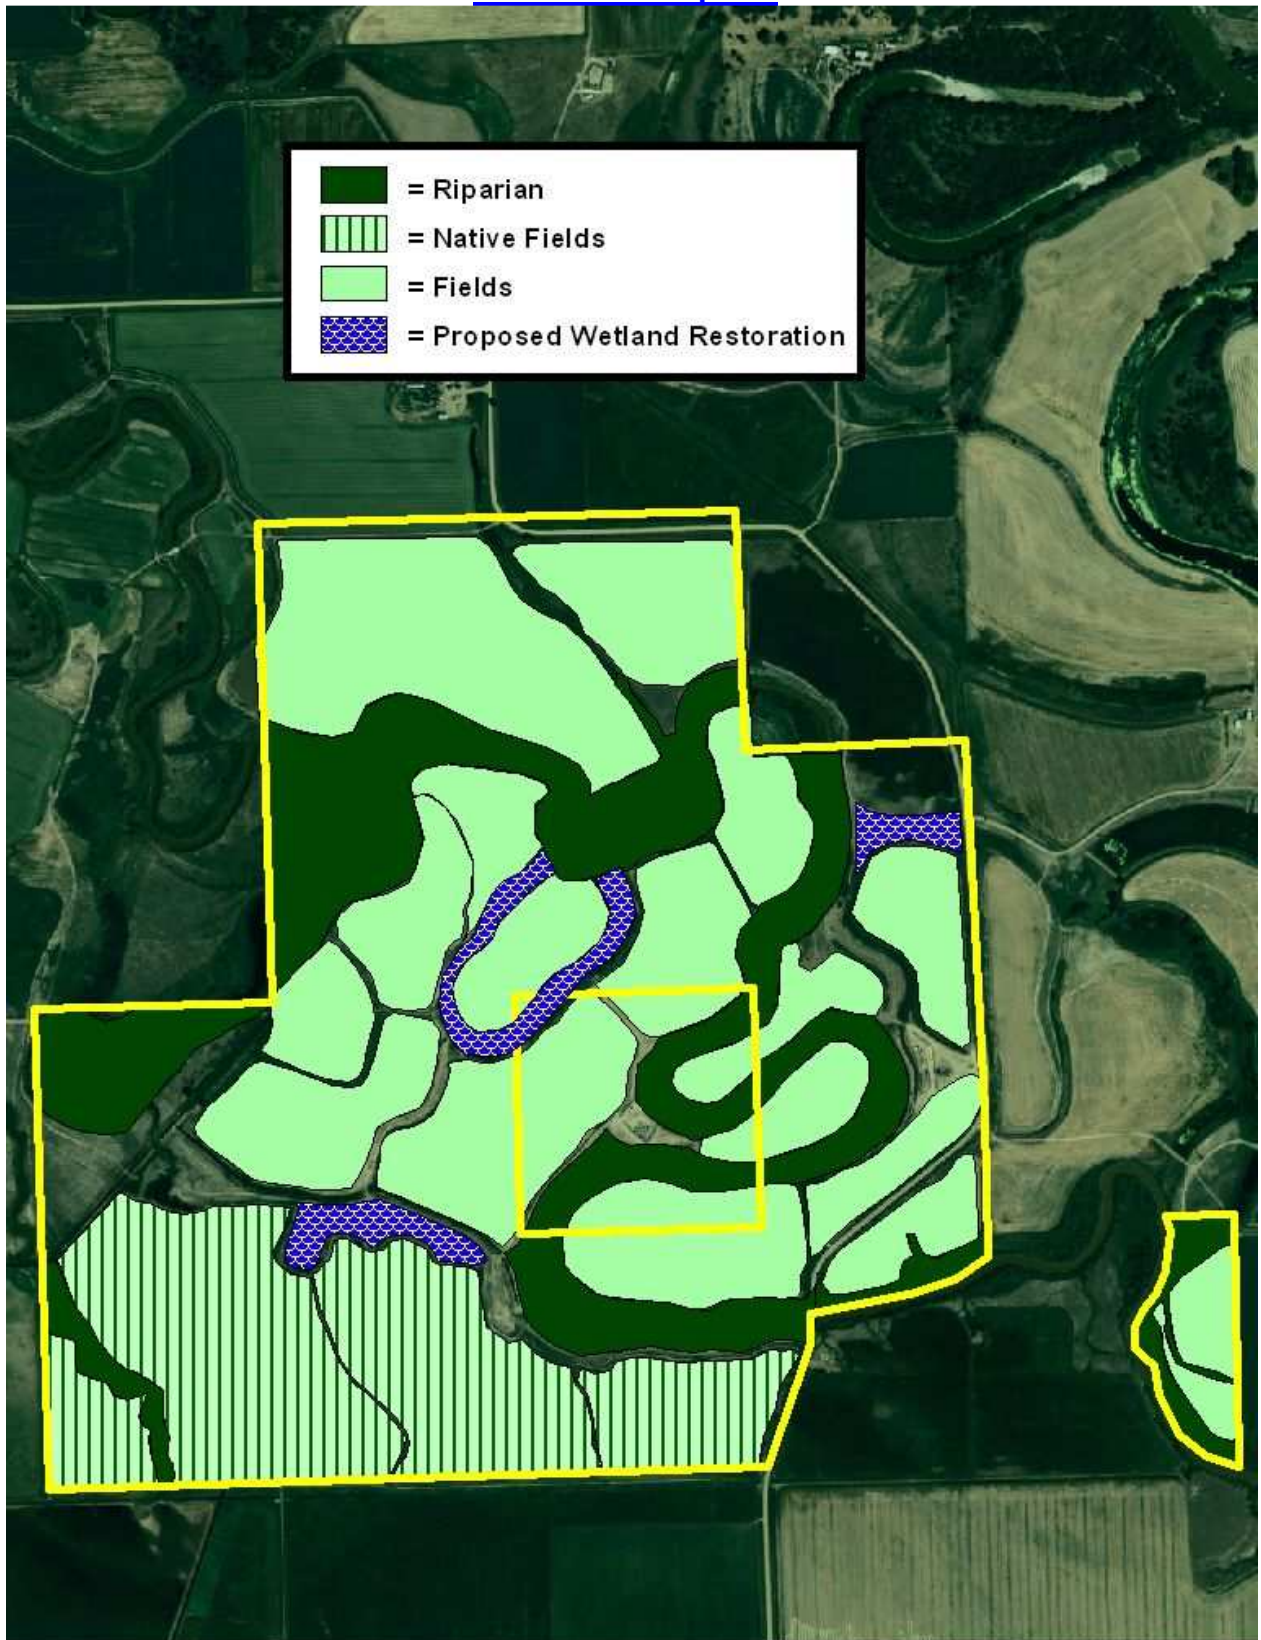 = Riparian
= Native Fields
= Fields
= Proposed Wetland Restoration